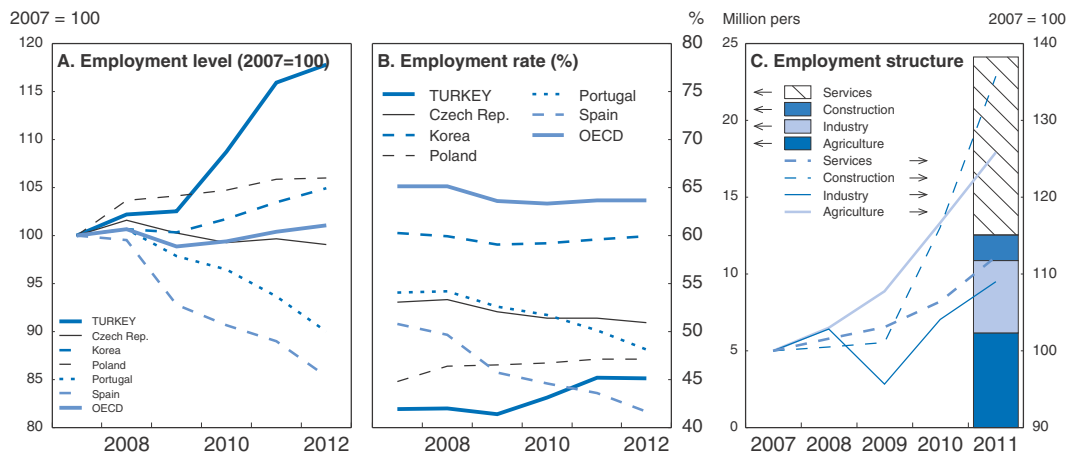 2007 = 100
120
115
110
105
100
95
90
85
80
A. Employment level (2007=100)
TURKEY
Czech Rep.
Korea
Poland
Portugal
Spain
OECD
2008
2010
2012
%
80
75
70
65
60
55
50
45
40
B. Employment rate (%)
TURKEY
Czech Rep.
Korea
Poland
Portugal
Spain
OECD
2008
2010
2012
Million pers
2007 = 100
25
20
15
10
5
0
C. Employment structure
Services
Construction
Industry
Agriculture
Services
Construction
Industry
Agriculture
140
130
120
110
100
90
2007
2008
2009
2010
2011